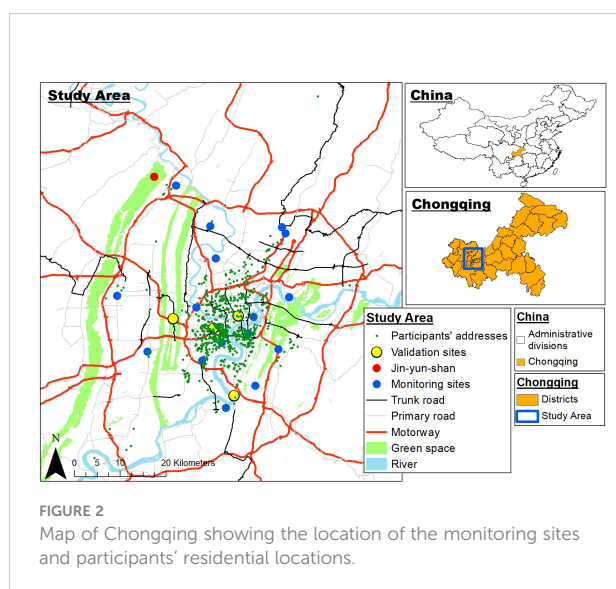 Study Area
N
0 5 10 20 Kilometers
China
Chongqing
Study Area
Participants' addresses
Validation sites
Jin-yun-shan
Monitoring sites
Trunk road
Primary road
Motorway
Green space
River
China
Administrative
divisions
Chongqing
Chongqing
Districts
Study Area
FIGURE 2
Map of Chongqing showing the location of the monitoring sites
and participants’ residential locations.